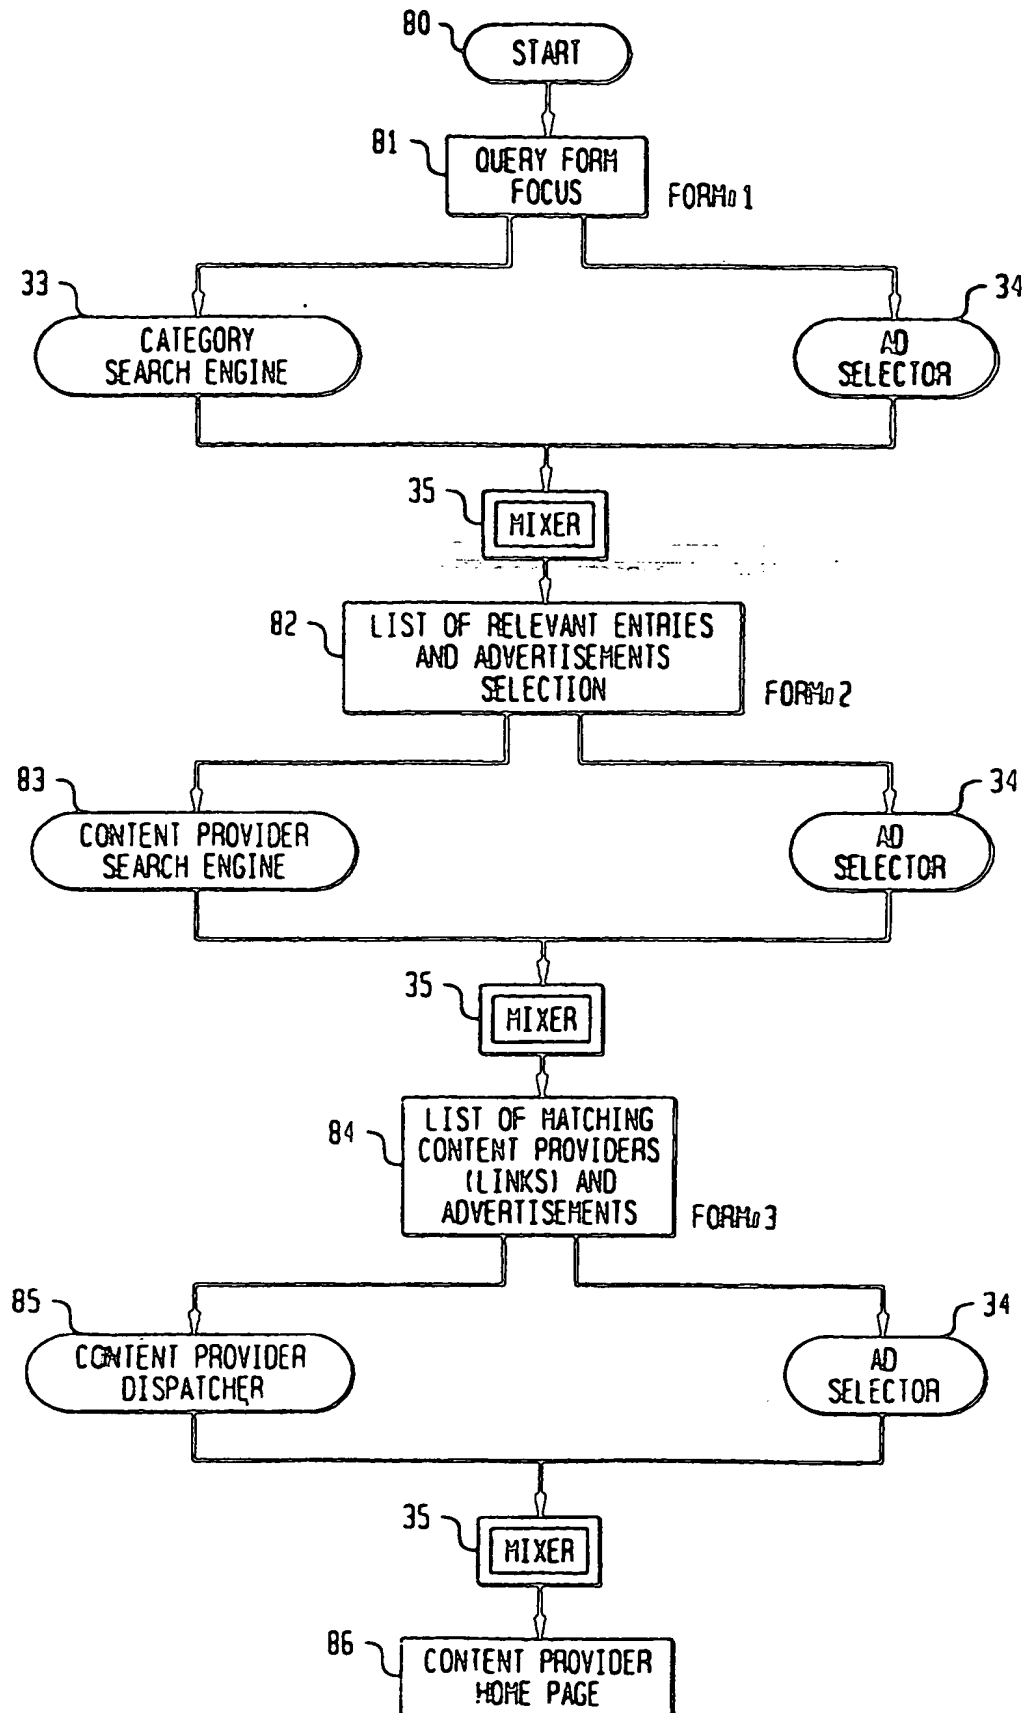 80
START
81
QUERY FORM
FOCUS
FORM#1
33
CATEGORY
SEARCH ENGINE
34
AD
SELECTOR
35
MIXER
82
LIST OF RELEVANT ENTRIES
AND ADVERTISEMENTS
SELECTION
FORM#2
83
CONTENT PROVIDER
SEARCH ENGINE
34
AD
SELECTOR
35
MIXER
84
LIST OF MATCHING
CONTENT PROVIDERS
(LINKS) AND
ADVERTISEMENTS
FORM#3
85
CONTENT PROVIDER
DISPATCHER
34
AD
SELECTOR
35
MIXER
86
CONTENT PROVIDER
HOME PAGE